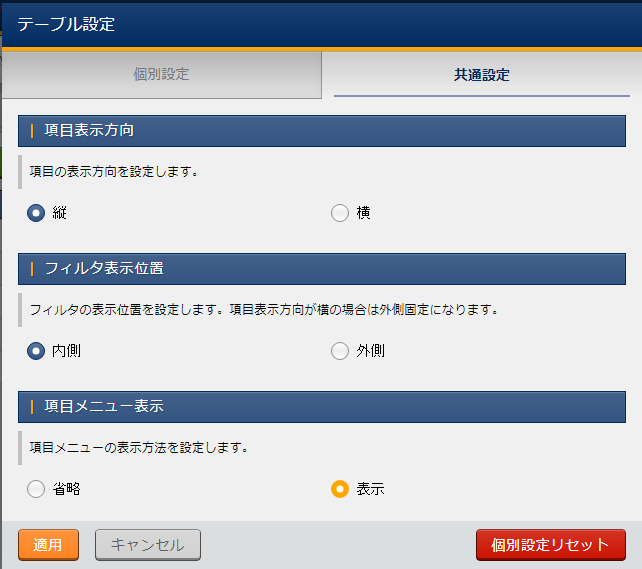 テーブル設定
個別設定
共通設定
項目表示方向
項目の表示方向を設定します。
縦
横
フィルタ表示位置
フィルタの表示位置を設定します。項目表示方向が横の場合は外側固定になります。
内側
外側
項目メニュー表示
項目メニューの表示方法を設定します。
省略
表示
適用
キャンセル
個別設定リセット